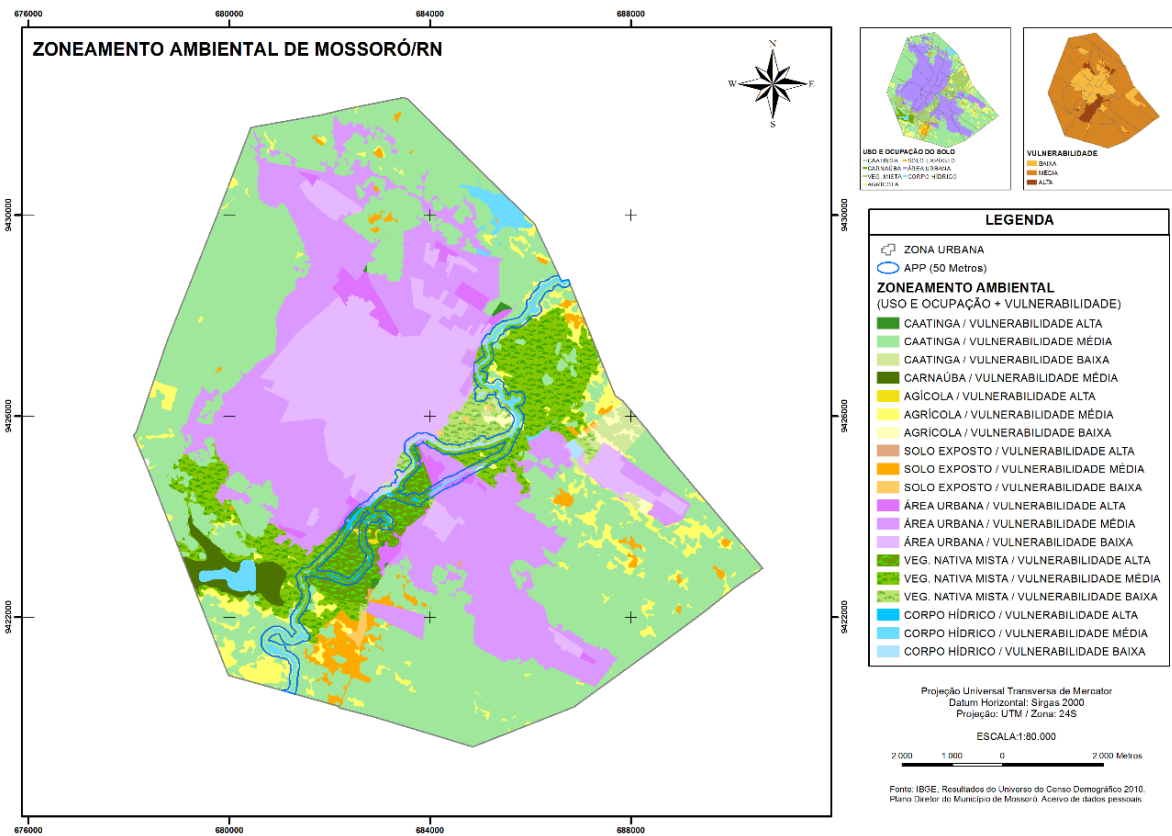 676000 680000 684000 688000
ZONEAMENTO AMBIENTAL DE MOSSORÓ/RN
N
W E
S
9430000 9430000
9426000 9426000
9422000 9422000
676000 680000 684000 688000
USO E OCUPAÇÃO DO SOLO
CAATINGA SOLO EXPOSTO
CARNAÚBA ÁREA URBANA
VEG. MISTA CORPO HÍDRICO
AGRÍCOLA
VULNERABILIDADE
BAIXA
MÉDIA
ALTA
LEGENDA
ZONA URBANA
APP (50 Metros)
ZONEAMENTO AMBIENTAL
(USO E OCUPAÇÃO + VULNERABILIDADE)
CAATINGA / VULNERABILIDADE ALTA
CAATINGA / VULNERABILIDADE MÉDIA
CAATINGA / VULNERABILIDADE BAIXA
CARNAÚBA / VULNERABILIDADE MÉDIA
AGÍCOLA / VULNERABILIDADE ALTA
AGRÍCOLA / VULNERABILIDADE MÉDIA
AGRÍCOLA / VULNERABILIDADE BAIXA
SOLO EXPOSTO / VULNERABILIDADE ALTA
SOLO EXPOSTO / VULNERABILIDADE MÉDIA
SOLO EXPOSTO / VULNERABILIDADE BAIXA
ÁREA URBANA / VULNERABILIDADE ALTA
ÁREA URBANA / VULNERABILIDADE MÉDIA
ÁREA URBANA / VULNERABILIDADE BAIXA
VEG. NATIVA MISTA / VULNERABILIDADE ALTA
VEG. NATIVA MISTA / VULNERABILIDADE MÉDIA
VEG. NATIVA MISTA / VULNERABILIDADE BAIXA
CORPO HÍDRICO / VULNERABILIDADE ALTA
CORPO HÍDRICO / VULNERABILIDADE MÉDIA
CORPO HÍDRICO / VULNERABILIDADE BAIXA
Projeção Universal Transversa de Mercator
Datum Horizontal: Sirgas 2000
Projeção: UTM / Zona: 24S
ESCALA:1:80.000
2 000 1 000 0 2 000 Metros
Fonte: IBGE, Resultados do Universo do Censo Demográfico 2010.
Plano Diretor do Município de Mossoró. Acervo de dados pessoais.